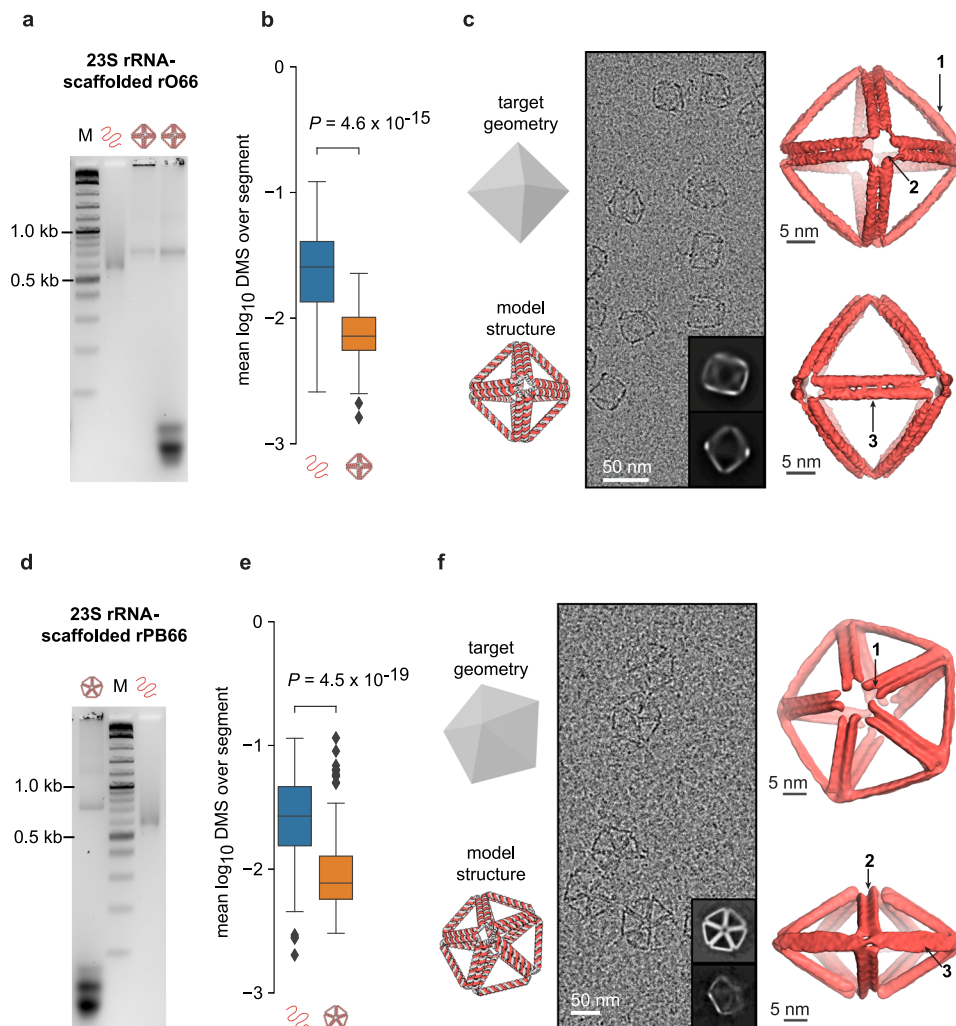 a
23S rRNA-
scaffolded rO66
M
1.0 kb
0.5 kb
b
0
−1
−2
−3
mean log10 DMS over segment
P = 4.6 x 10-15
c
target
geometry
model
structure
50 nm
1
2
5 nm
3
5 nm
d
23S rRNA-
scaffolded rPB66
M
1.0 kb
0.5 kb
e
0
−1
−2
−3
mean log10 DMS over segment
P = 4.5 x 10-19
f
target
geometry
model
structure
50 nm
1
5 nm
2
3
5 nm